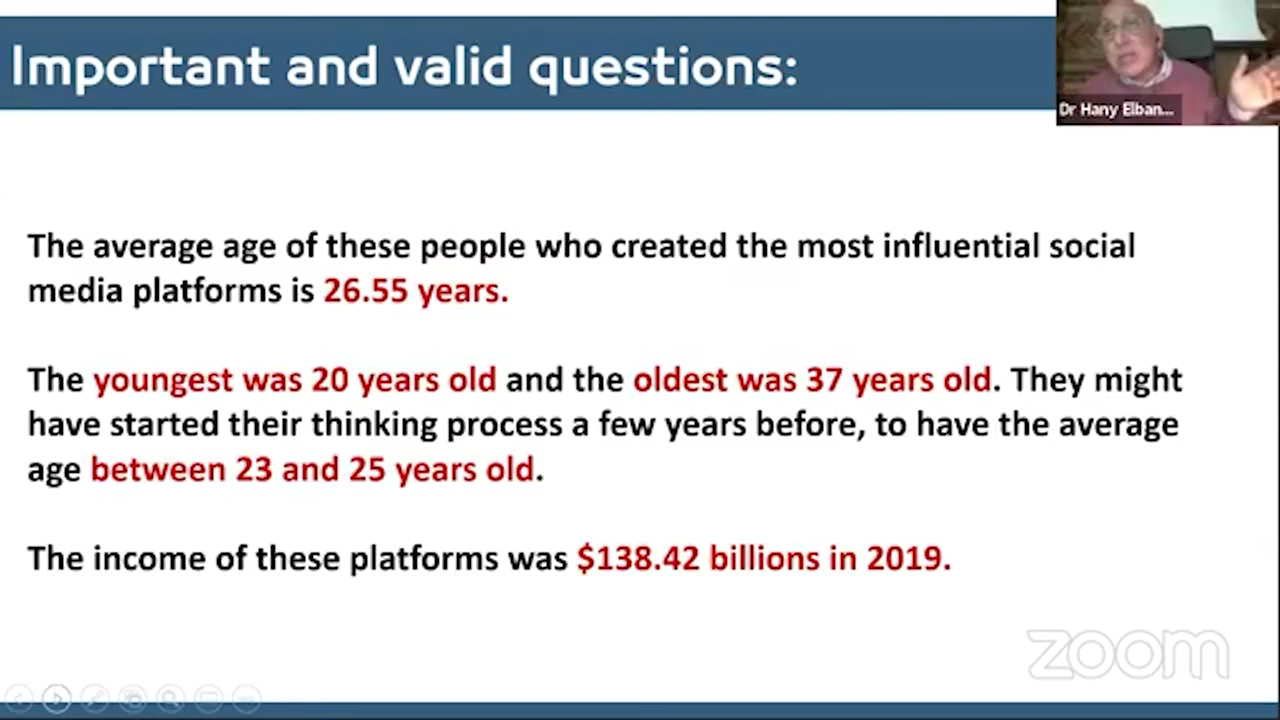 Important and valid questions:
Dr Hany Elban...
The average age of these people who created the most influential social
media platforms is 26.55 years.
The youngest was 20 years old and the oldest was 37 years old. They might
have started their thinking process a few years before, to have the average
age between 23 and 25 years old.
The income of these platforms was $138.42 billions in 2019.
zoom